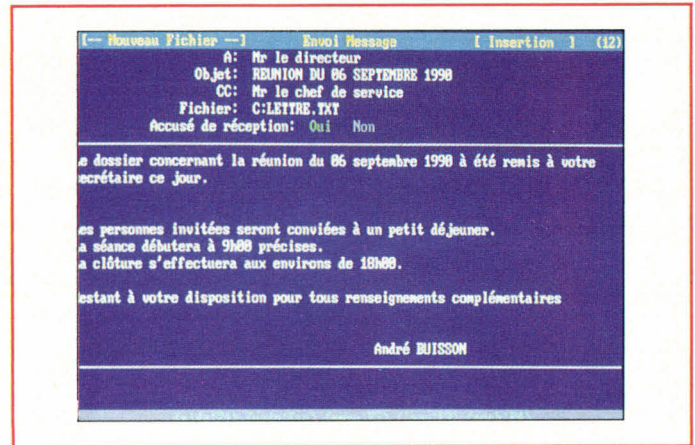 [-- Nouveau Fichier --] Envoi Message [ Insertion ] (12)
A: Mr le directeur
Objet: REUNION DU 06 SEPTEMBRE 1990
CC: Mr le chef de service
Fichier: C:LETTRE.TXT
Accusé de réception: Oui Non
e dossier concernant la réunion du 06 septembre 1990 à été remis à votre
ecrétaire ce jour.
es personnes invitées seront conviées à un petit déjeuner.
a séance débutera à 9h00 précises.
a clôture s'effectuera aux environs de 18h00.
estant à votre disposition pour tous renseignements complémentaires
André BUISSON